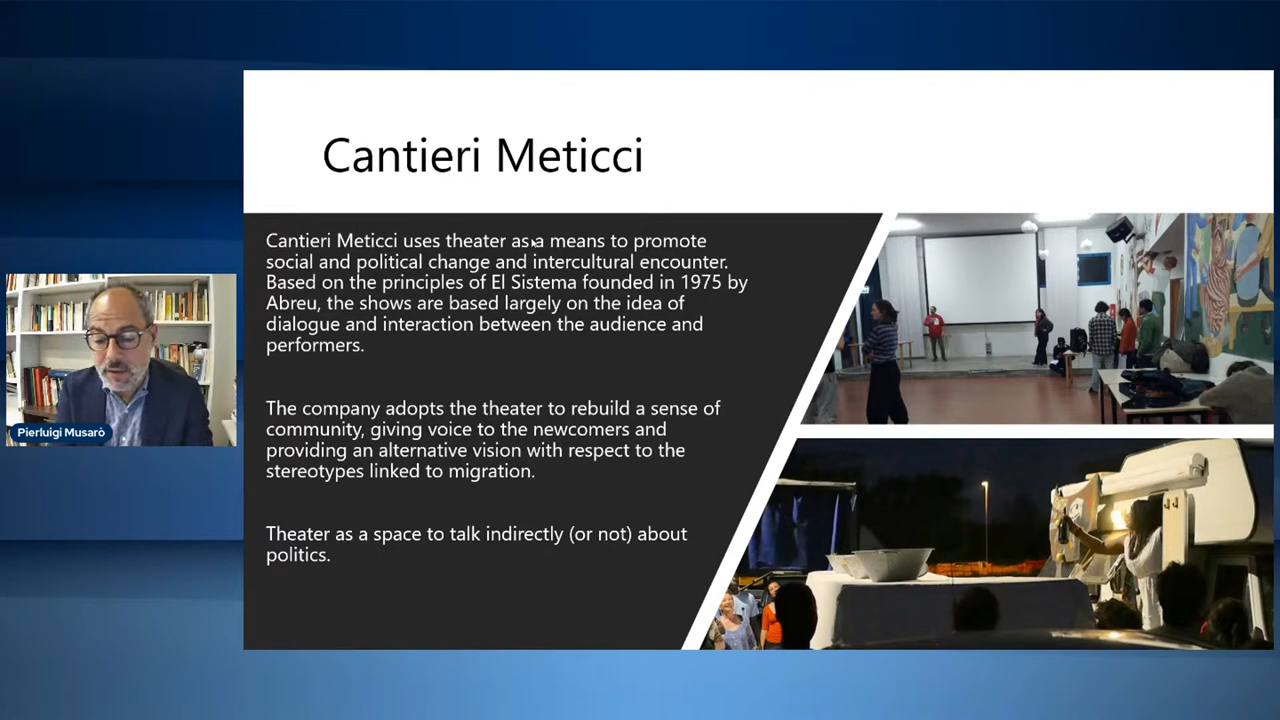 Cantieri Meticci
Cantieri Meticci uses theater as a means to promote
social and political change and intercultural encounter.
Based on the principles of El Sistema founded in 1975 by
Abreu, the shows are based largely on the idea of
dialogue and interaction between the audience and
performers.
The company adopts the theater to rebuild a sense of
community, giving voice to the newcomers and
providing an alternative vision with respect to the
stereotypes linked to migration.
Theater as a space to talk indirectly (or not) about
politics.
Pierluigi Musarò